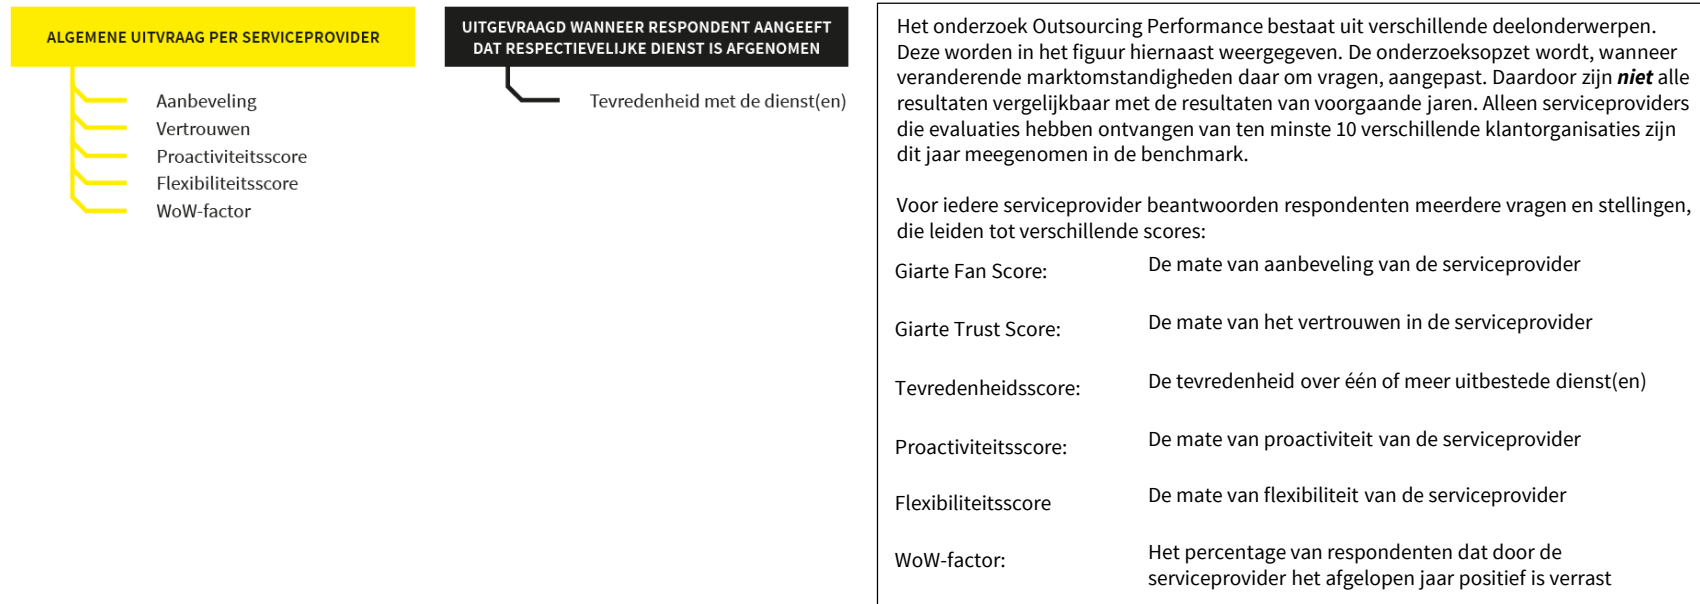 ALGEMENE UITVRAAG PER SERVICEPROVIDER
Aanbeveling
Vertrouwen
Proactiviteitsscore
Flexibiliteitsscore
WoW-factor
UITGEVRAAGD WANNEER RESPONDENT AANGEEFT
DAT RESPECTIEVELIJKE DIENST IS AFGENOMEN
Tevredenheid met de dienst(en)
Het onderzoek Outsourcing Performance bestaat uit verschillende deelonderwerpen.
Deze worden in het figuur hiernaast weergegeven. De onderzoeksopzet wordt, wanneer
veranderende marktomstandigheden daar om vragen, aangepast. Daardoor zijn niet alle
resultaten vergelijkbaar met de resultaten van voorgaande jaren. Alleen serviceproviders
die evaluaties hebben ontvangen van ten minste 10 verschillende klantorganisaties zijn
dit jaar meegenomen in de benchmark.
Voor iedere serviceprovider beantwoorden respondenten meerdere vragen en stellingen,
die leiden tot verschillende scores:
Giarte Fan Score: De mate van aanbeveling van de serviceprovider
Giarte Trust Score: De mate van het vertrouwen in de serviceprovider
Tevredenheidsscore: De tevredenheid over één of meer uitbestede dienst(en)
Proactiviteitsscore: De mate van proactiviteit van de serviceprovider
Flexibiliteitsscore De mate van flexibiliteit van de serviceprovider
WoW-factor: Het percentage van respondenten dat door de
serviceprovider het afgelopen jaar positief is verrast